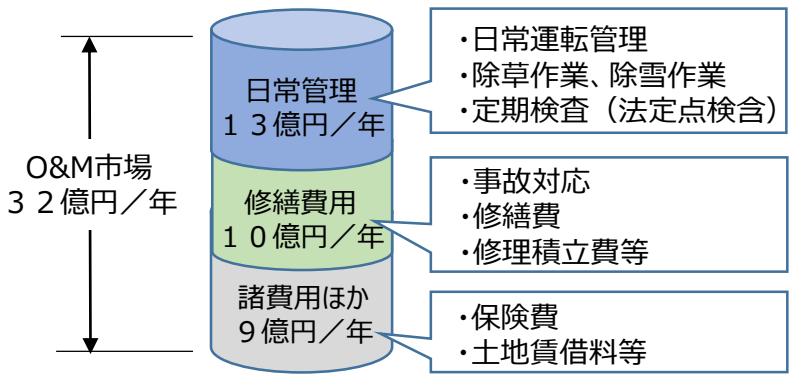 O&M市場
３２億円／年
日常管理
１３億円／年
・日常運転管理
・除草作業、除雪作業
・定期検査（法定点検含）
修繕費用
１０億円／年
・事故対応
・修繕費
・修理積立費等
諸費用ほか
９億円／年
・保険費
・土地賃借料等